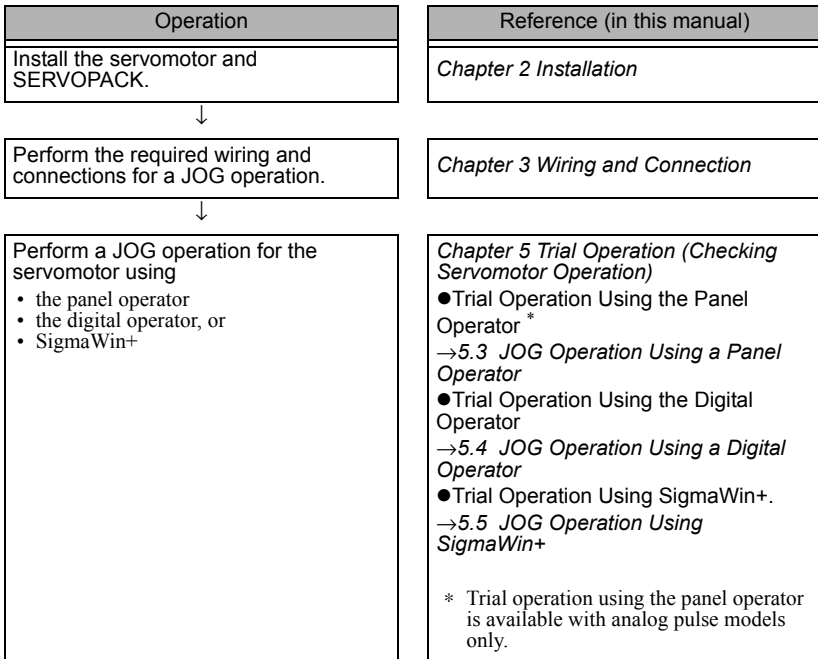 Operation
Reference (in this manual)
Install the servomotor and
SERVOPACK.
Chapter 2 Installation
↓
Perform the required wiring and
connections for a JOG operation.
Chapter 3 Wiring and Connection
↓
Perform a JOG operation for the
servomotor using
• the panel operator
• the digital operator, or
• SigmaWin+
Chapter 5 Trial Operation (Checking
Servomotor Operation)
●Trial Operation Using the Panel
Operator *
→5.3 JOG Operation Using a Panel
Operator
●Trial Operation Using the Digital
Operator
→5.4 JOG Operation Using a Digital
Operator
●Trial Operation Using SigmaWin+.
→5.5 JOG Operation Using
SigmaWin+
* Trial operation using the panel operator
is available with analog pulse models
only.